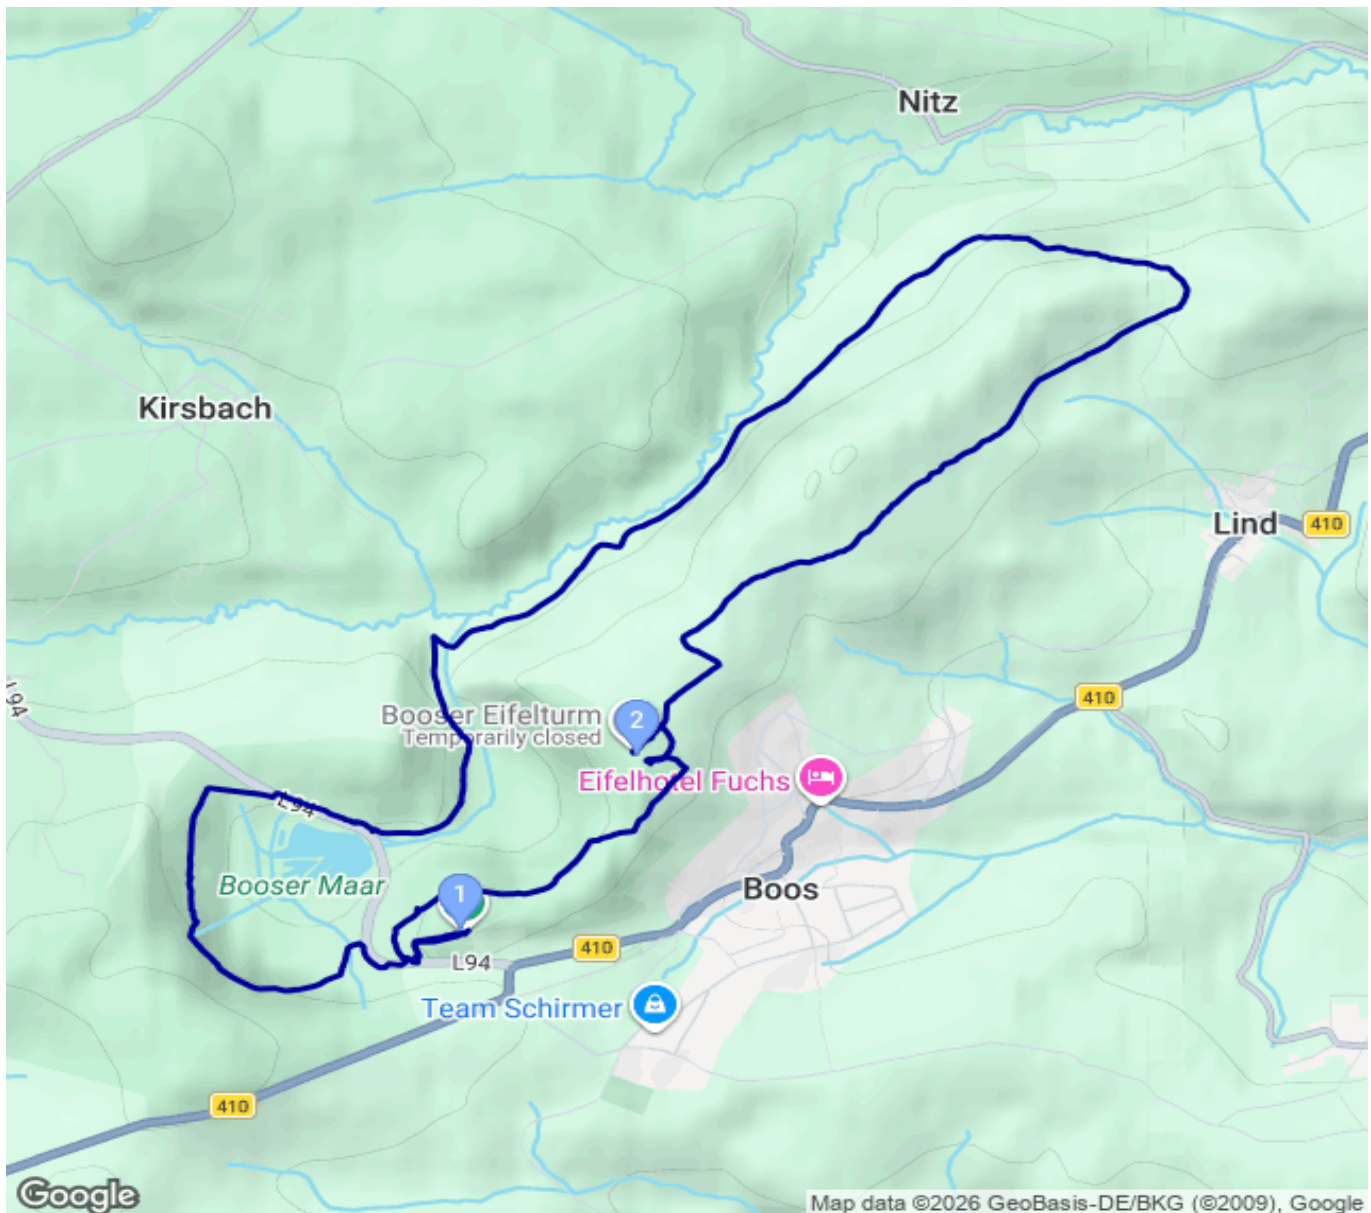 Nitz
Kirsbach
Lind
410
410
L94
Booser Eifelturm
Temporarily closed
2
Eifelhotel Fuchs
L94
Booser Maar
1
Boos
410
L94
Team Schirmer
410
Google
Map data ©2026 GeoBasis-DE/BKG (©2009), Google